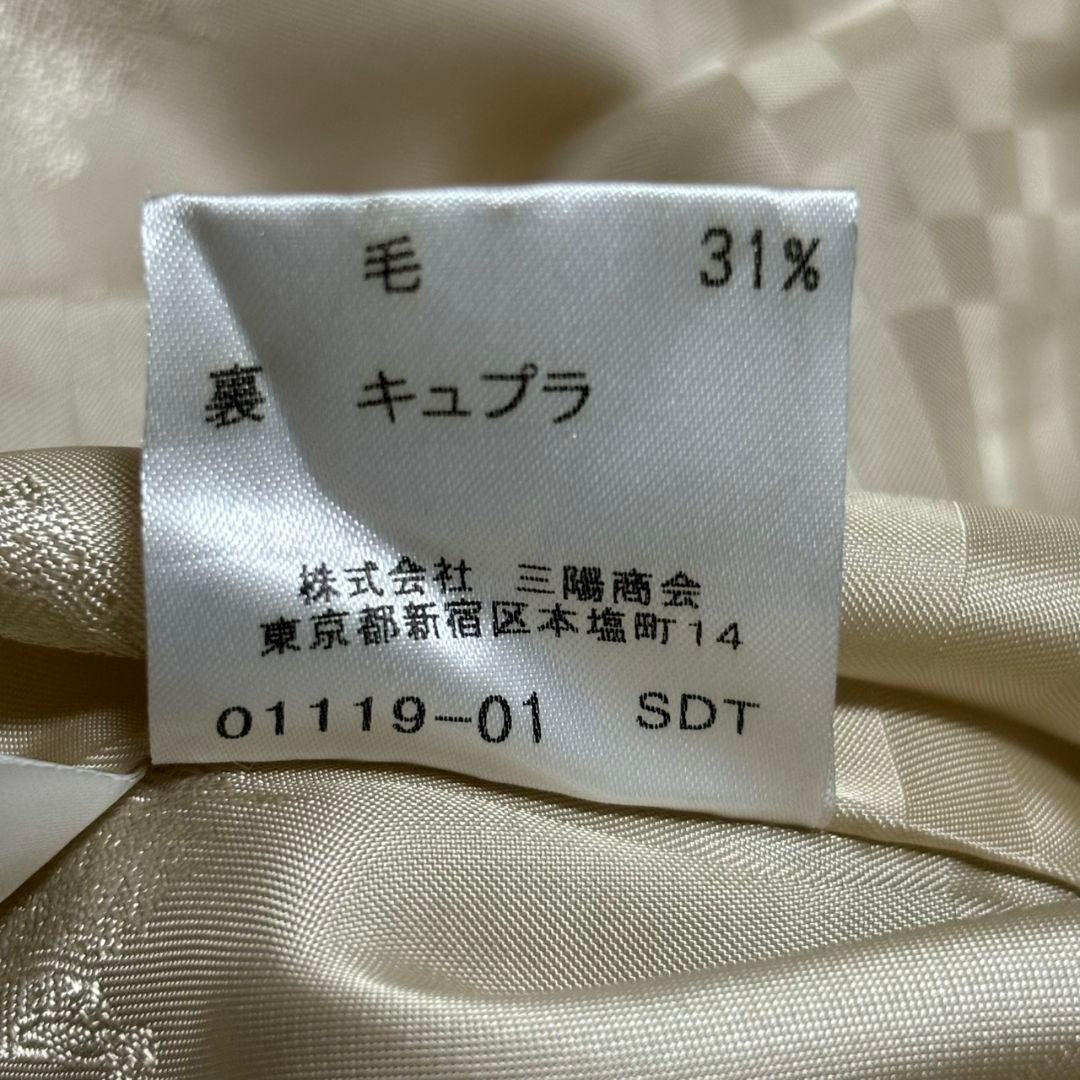 毛 31%
裏 キュプラ
株式会社 三陽商会
東京都新宿区本塩町14
01119-01 SDT